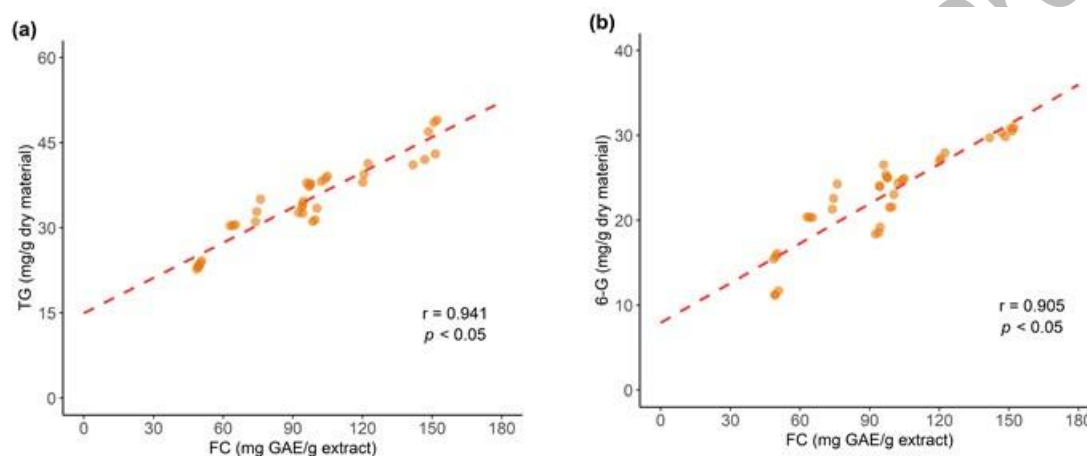 (a)
60
45
30
15
0
TG (mg/g dry material)
r = 0.941
p < 0.05
0 30 60 90 120 150 180
FC (mg GAE/g extract)
(b)
40
30
20
10
0
6-G (mg/g dry material)
r = 0.905
p < 0.05
0 30 60 90 120 150 180
FC (mg GAE/g extract)